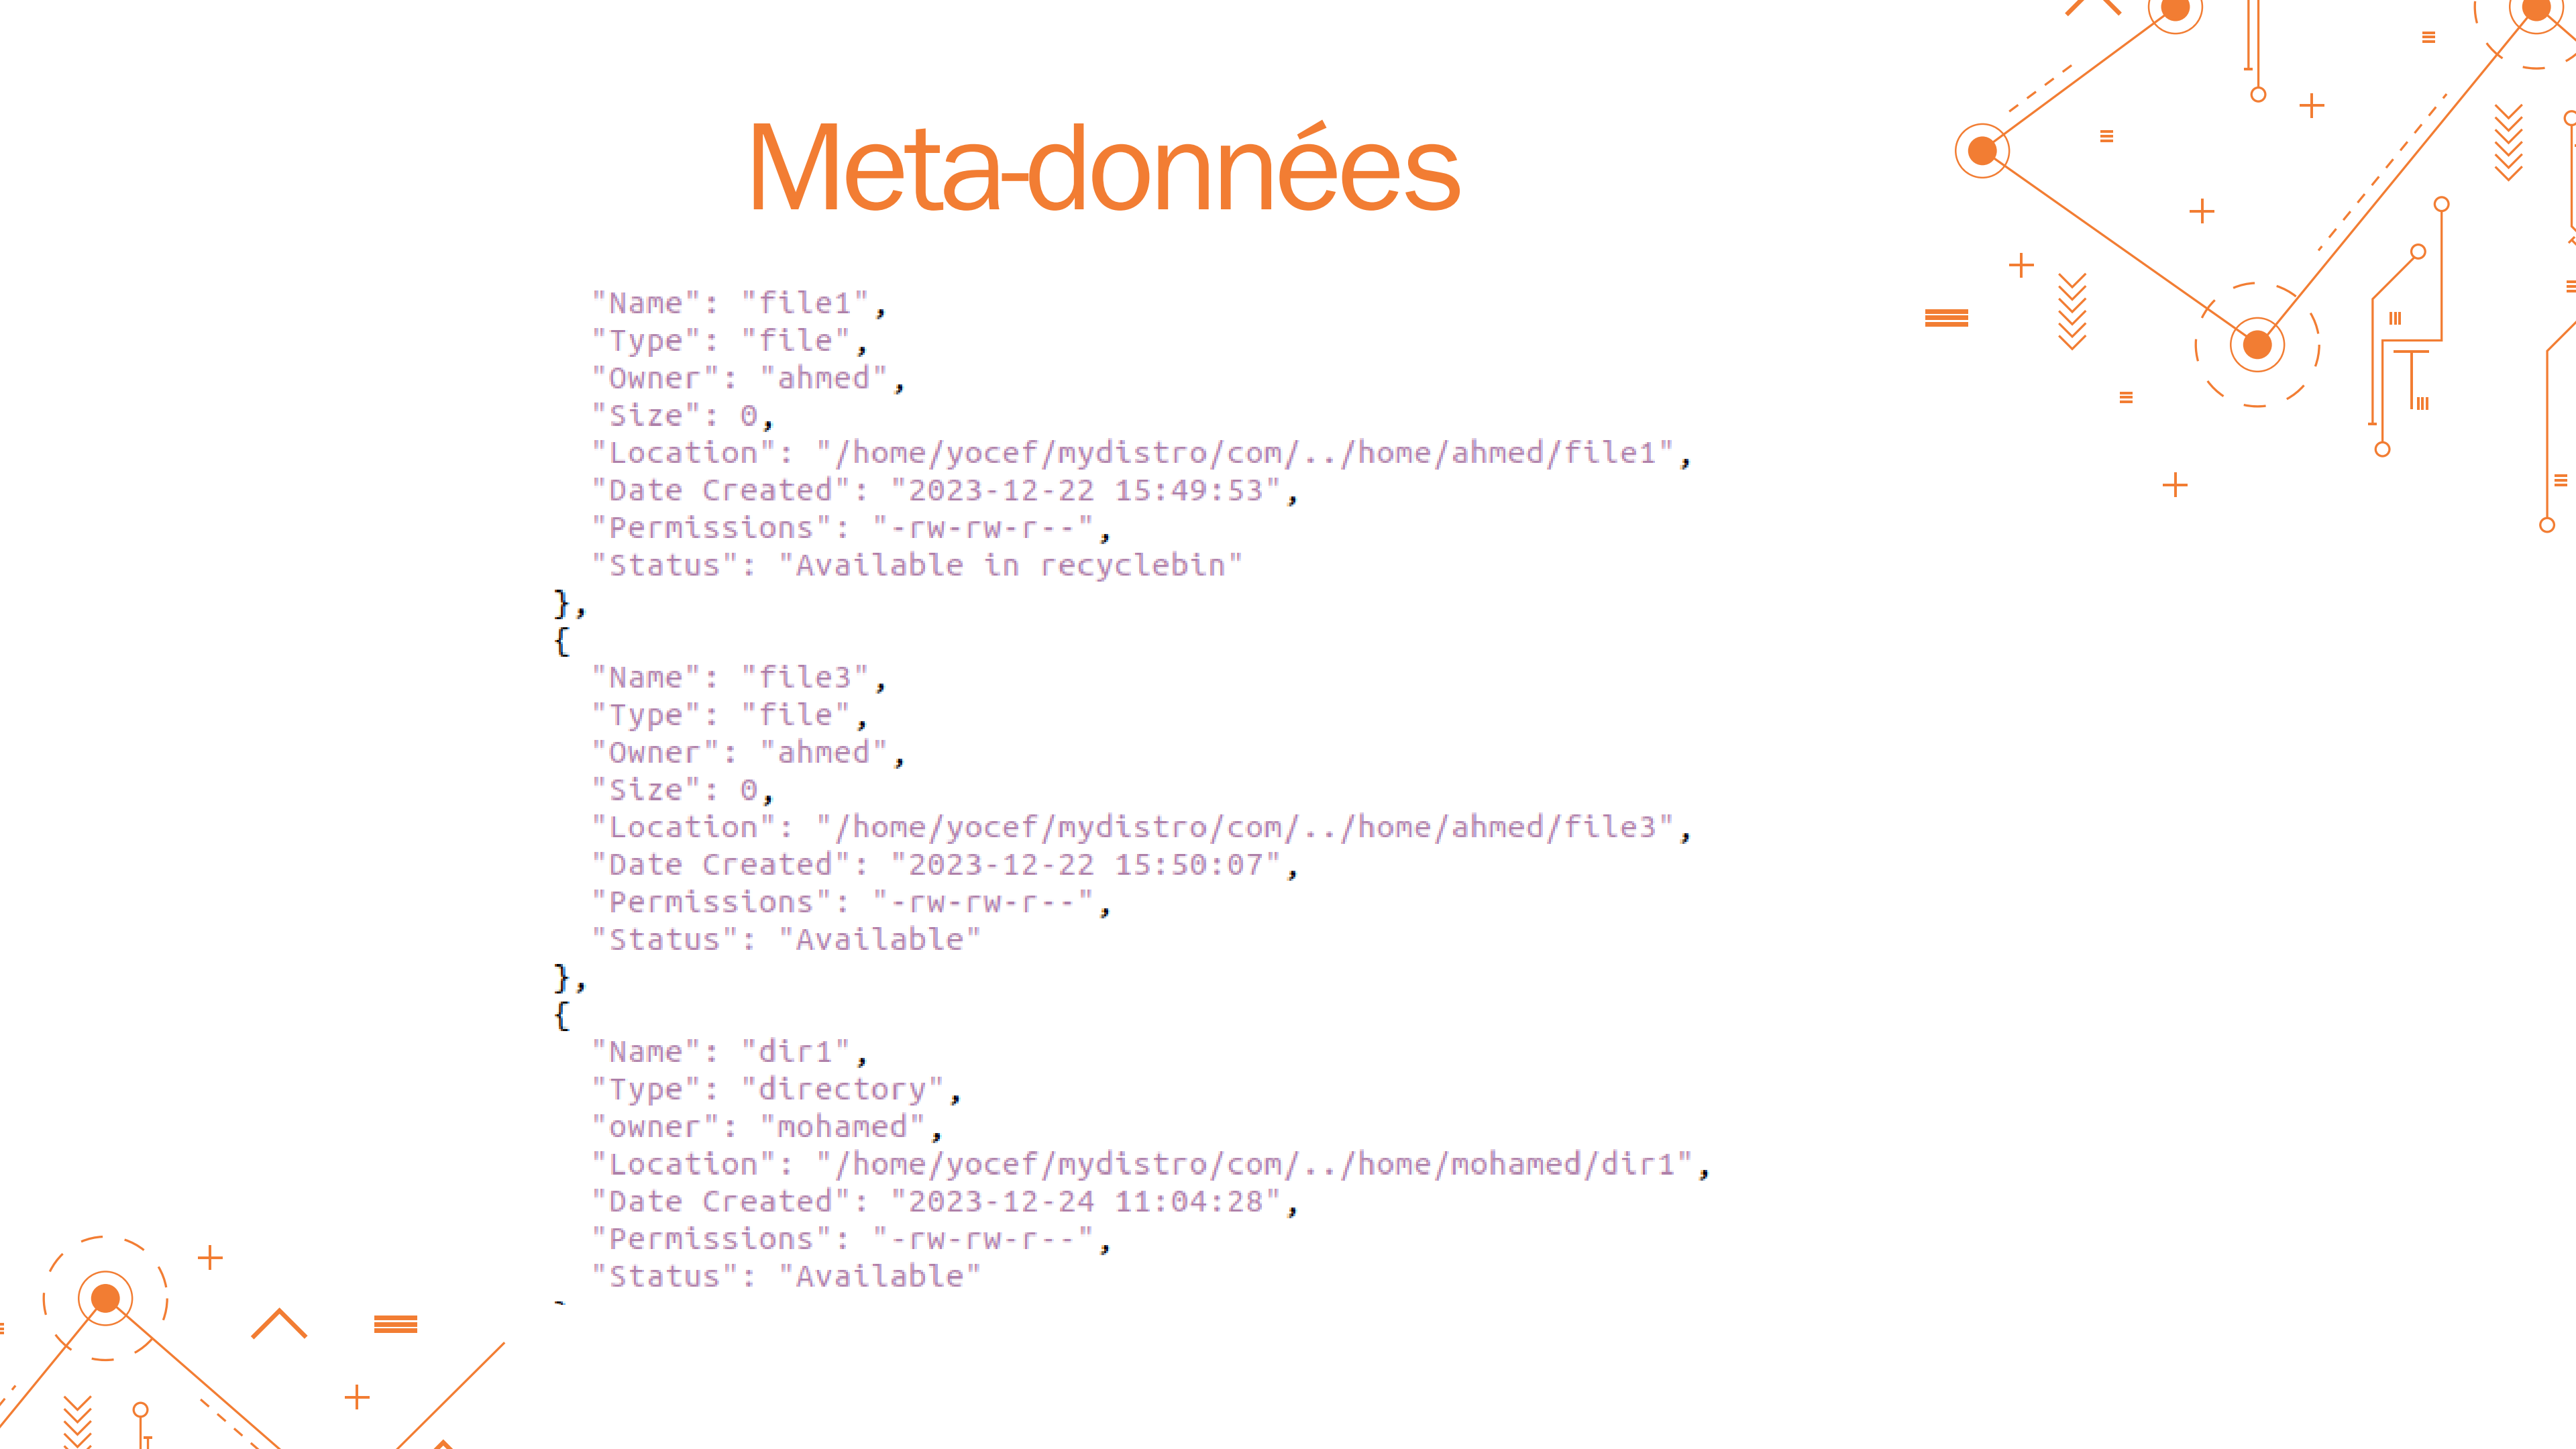 Meta-données
"Name": "file1",
"Type": "file",
"Owner": "ahmed",
"Size": 0,
"Location": "/home/yocef/mydistro/com/../home/ahmed/file1",
"Date Created": "2023-12-22 15:49:53",
"Permissions": "-rw-rw-r--",
"Status": "Available in recyclebin"
},
{
"Name": "file3",
"Type": "file",
"Owner": "ahmed",
"Size": 0,
"Location": "/home/yocef/mydistro/com/../home/ahmed/file3",
"Date Created": "2023-12-22 15:50:07",
"Permissions": "-rw-rw-r--",
"Status": "Available"
},
{
"Name": "dir1",
"Type": "directory",
"owner": "mohamed",
"Location": "/home/yocef/mydistro/com/../home/mohamed/dir1",
"Date Created": "2023-12-24 11:04:28",
"Permissions": "-rw-rw-r--",
"Status": "Available"